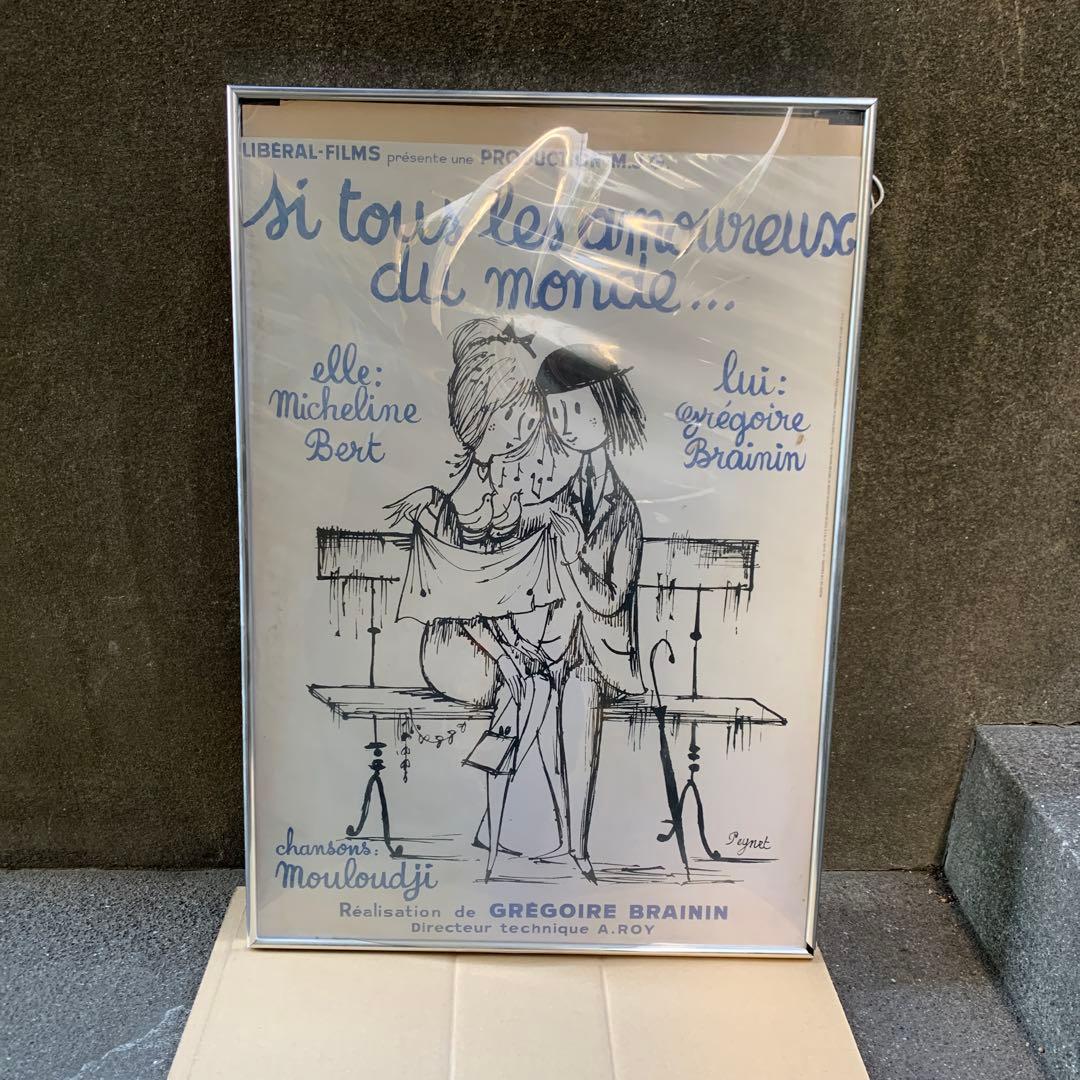 LIBÉRAL-FILMS présente une PRODUCTION
si tous les amoureux
du monde...
elle:
Micheline
Bert
lui:
Grégoire
Brainin
Peynet
chansons:
Mouloudji
Réalisation de GRÉGOIRE BRAININ
Directeur technique A.ROY